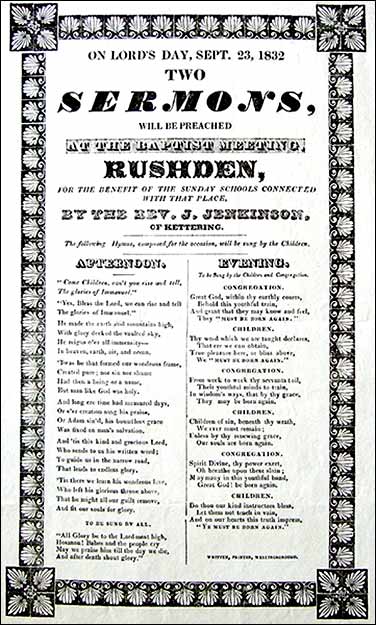 ON LORD'S DAY, SEPT. 23, 1832
TWO
SERMONS,
WILL BE PREACHED
AT THE BAPTIST MEETING,
RUSHDEN,
FOR THE BENEFIT OF THE SUNDAY SCHOOLS CONNECTED
WITH THAT PLACE,
BY THE REV. J. JENKINSON,
OF KETTERING.
The following Hymns, composed for the occasion, will be sung by the Children.
AFTERNOON.
"Come Children, can't you rise and tell,
The glories of Immanuel."
"Yes, Bless the Lord, we can rise and tell
The glories of Immanuel."
He made the earth and mountains high,
With glory deck'd the vaulted sky,
He reigns o'er all immensity—
In heaven, earth, air, and ocean.
'Twas he that formed our wondrous frame,
Created pure; nor sin nor shame
Had then a being or a name,
But man like God was holy.
And long ere time had measured days,
Or o'er creation sung his praise,
Or Adam sin'd, his bounteous grace
Was fixed on man's salvation.
And 'tis this kind and gracious Lord,
Who sends to us his written word;
To guide us in the narrow road,
That leads to endless glory.
'Tis there we learn his wondrous love,
Who left his glorious throne above,
That he might all our guilt remove,
And fit our souls for glory.
TO BE SUNG BY ALL.
"All Glory be to the Lord most high,
Hosanna! Babes and the people cry
May we praise him till the day we die,
And after death shout glory."
EVENING.
To be Sung by the Children and Congregation.
CONGREGATION.
Great God, within thy earthly courts,
Behold this youthful train,
And grant that they may know and feel,
They "MUST BE BORN AGAIN."
CHILDREN.
Thy word which we are taught declares,
That ere we can obtain,
True pleasure here, or bliss above,
We "MUST BE BORN AGAIN."
CONGREGATION.
From week to week thy servants toil,
Their youthful minds to train,
In wisdom's ways, that by thy grace,
They may be born again.
CHILDREN.
Children of sin, beneath thy wrath,
We ever must remain;
Unless by thy renewing grace,
Our souls are born again.
CONGREGATION.
Spirit Divine, thy power exert,
Oh breathe upon these slain;
May many in this youthful band,
Great God! be born again.
CHILDREN.
Do thou our kind instructors bless,
Let them not teach in vain,
And on our hearts this truth impress,
"YE MUST BE BORN AGAIN."
PRINTER, WELLINGBOROUGH.